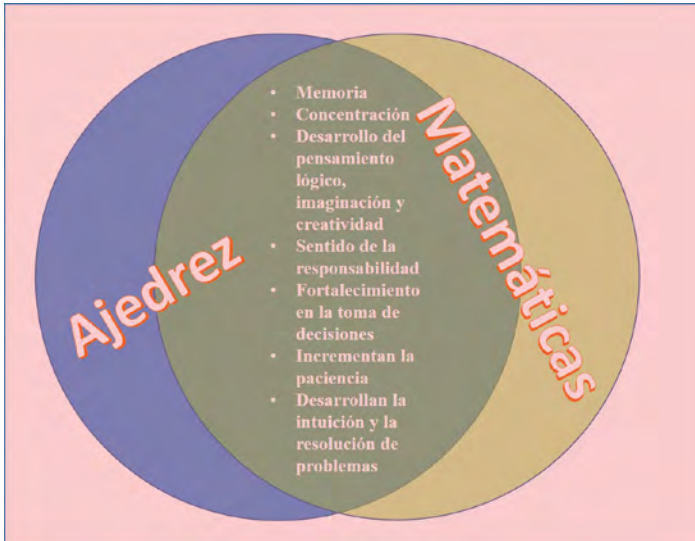 • Memoria
• Concentración
• Desarrollo del
pensamiento
lógico,
imaginación y
creatividad
• Sentido de la
responsabilidad
• Fortalecimiento
en la toma de
decisiones
• Incrementan la
paciencia
• Desarrollan la
intuición y la
resolución de
problemas
Ajedrez
Matemáticas